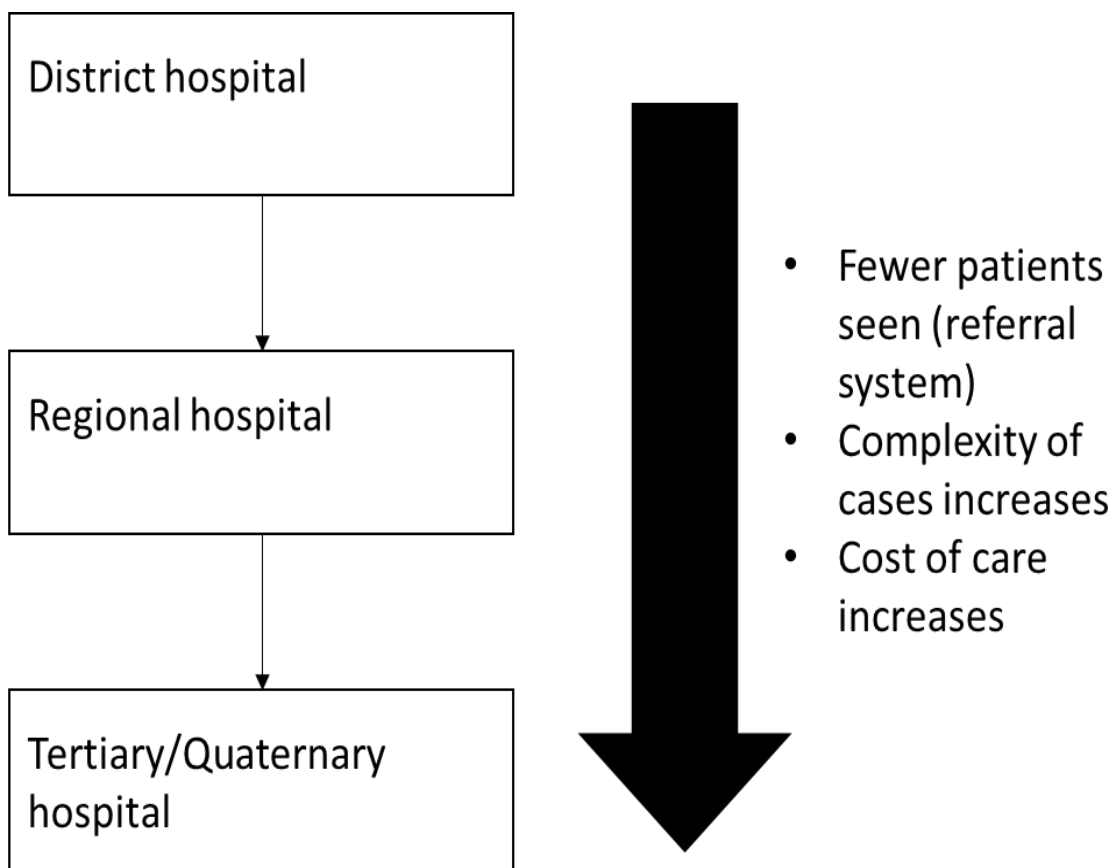 District hospital
Regional hospital
Tertiary/Quaternary
hospital
• Fewer patients
seen (referral
system)
• Complexity of
cases increases
• Cost of care
increases